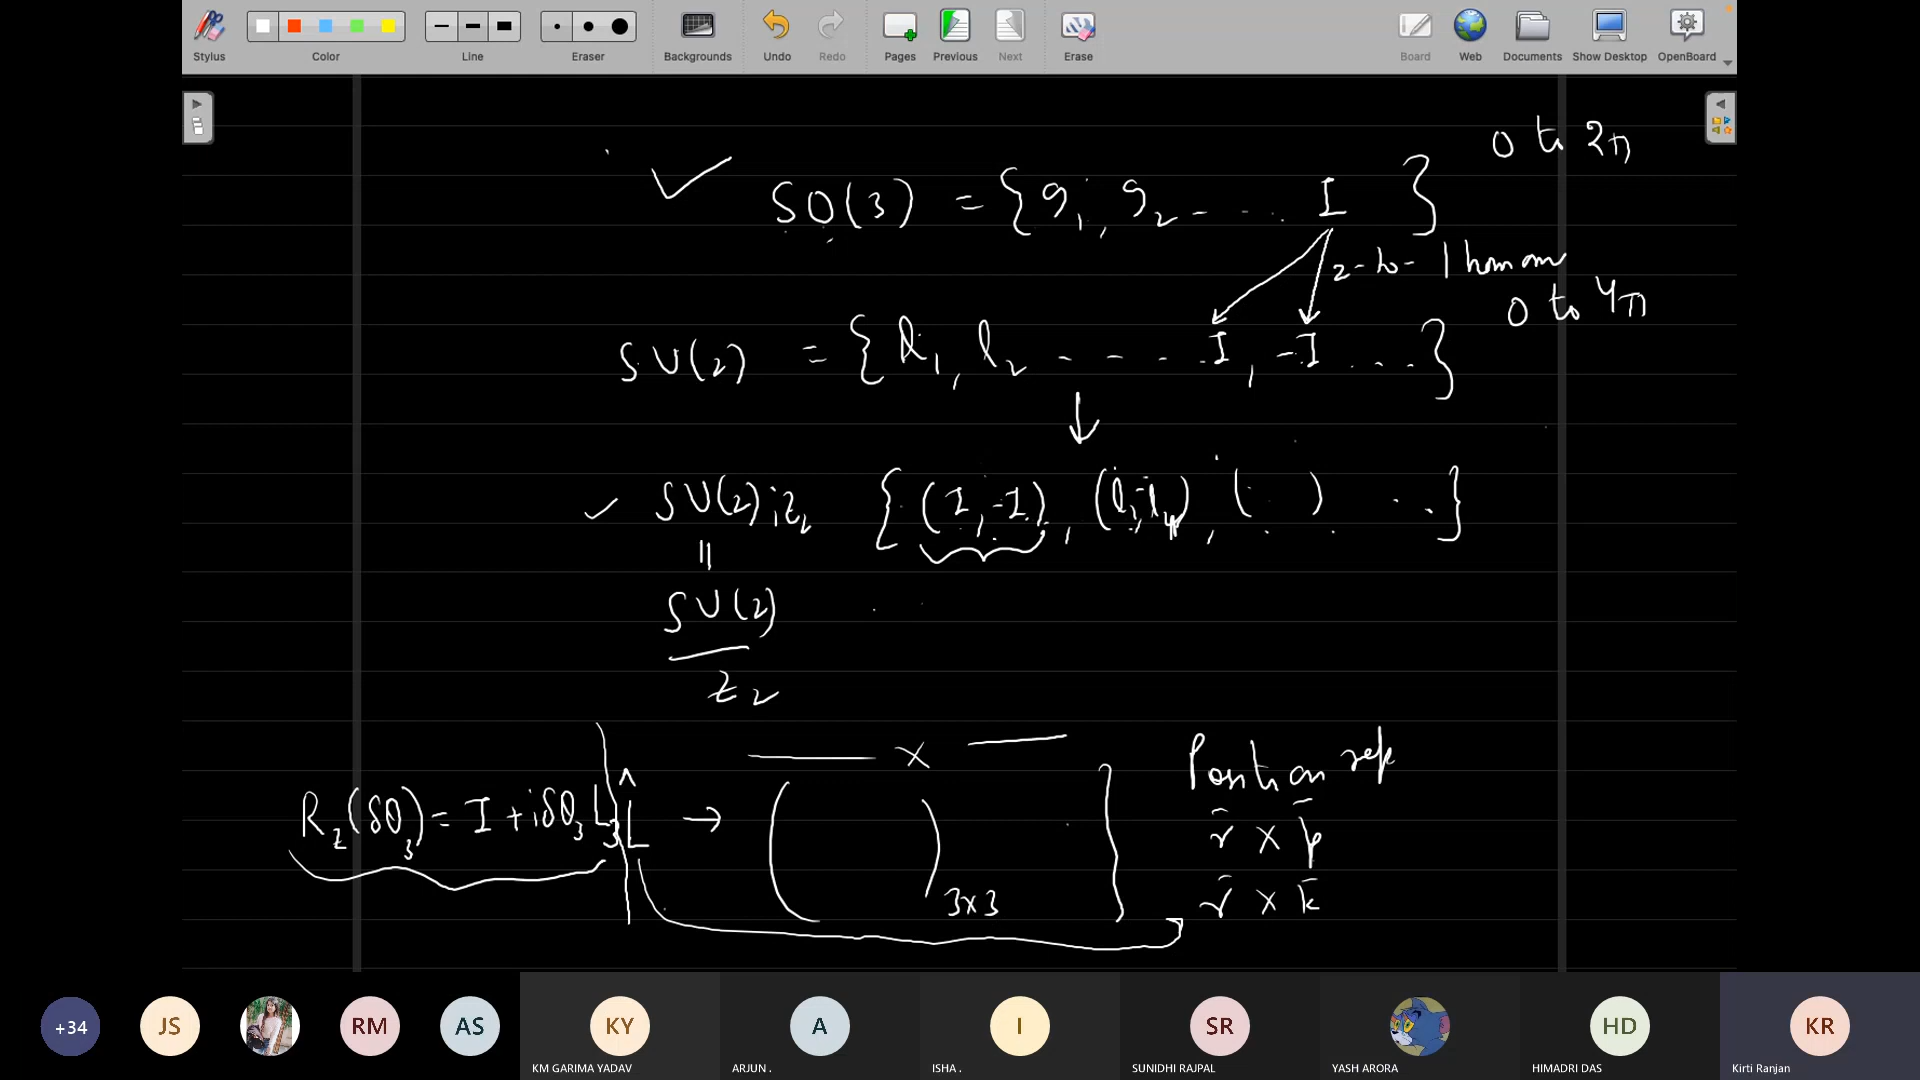 Stylus Color Line Eraser Backgrounds Undo Redo Pages Previous Next Erase Board Web Documents Show Desktop OpenBoard
0 to 2π
SO(3) = {g₁, g₂ - - ... I }
2-to-1 homom
0 to 4π
SU(2) = {l₁, l₂ - - - . I, -I ... }
SU(2);Z₂ { (I, -I), (l₁, -l₁), ( ) ... }
||
SU(2)
Z₂
X
Position rep
R_z(δθ₃) = I + iδθ₃ L₃ L̂ → ( )
r̄ X p̄
3x3
r̄ X k̄
+34 JS RM AS KY A I SR HD KR
KM GARIMA YADAV ARJUN . ISHA . SUNIDHI RAJPAL YASH ARORA HIMADRI DAS Kirti Ranjan